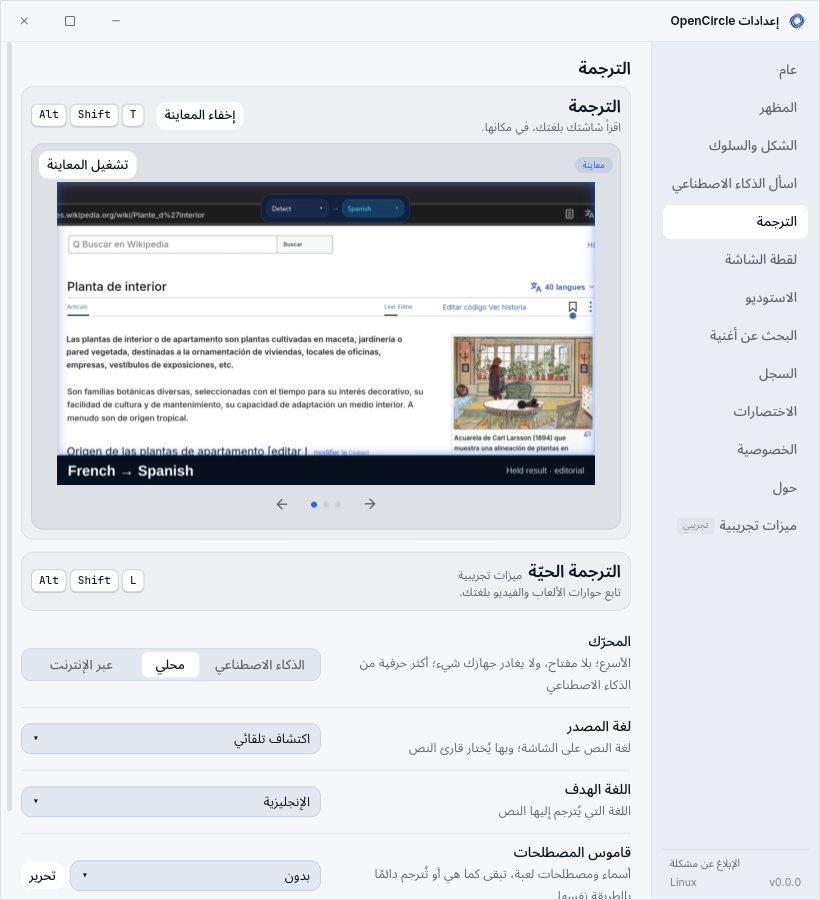 إعدادات OpenCircle
عام
المظهر
الشكل والسلوك
اسأل الذكاء الاصطناعي
الترجمة
لقطة الشاشة
الاستوديو
البحث عن أغنية
السجل
الاختصارات
الخصوصية
حول
ميزات تجريبية تجريبي
الإبلاغ عن مشكلة
Linux v0.0.0
الترجمة
الترجمة
اقرأ شاشتك بلغتك، في مكانها.
إخفاء المعاينة
Alt Shift T
معاينة
تشغيل المعاينة
Detect → Spanish
es.wikipedia.org/wiki/Plante_d%27interior
Buscar en Wikipedia Buscar
Planta de interior
40 langues
Artículo Leer Editar Editar código Ver historia
Las plantas de interior o de apartamento son plantas cultivadas en maceta, jardinería o
pared vegetada, destinadas a la ornamentación de viviendas, locales de oficinas,
empresas, vestíbulos de exposiciones, etc.
Son familias botánicas diversas, seleccionadas con el tiempo para su interés decorativo, su
facilidad de cultura y de mantenimiento, su capacidad de adaptación un medio interior. A
menudo son de origen tropical.
Acuarela de Carl Larsson (1894) que
muestra una alineación de plantas en
Origen de las plantas de apartamento [editar |
French → Spanish
Held result · editorial
← →
الترجمة الحيّة ميزات تجريبية
تابع حوارات الألعاب والفيديو بلغتك.
Alt Shift L
المحرّك
الأسرع؛ بلا مفتاح، ولا يغادر جهازك شيء؛ أكثر حرفية من
الذكاء الاصطناعي
الذكاء الاصطناعي محلي عبر الإنترنت
لغة المصدر
لغة النص على الشاشة؛ وبها يُختار قارئ النص
اكتشاف تلقائي
اللغة الهدف
اللغة التي يُترجم إليها النص
الإنجليزية
قاموس المصطلحات
أسماء ومصطلحات لعبة، تبقى كما هي أو تُترجم دائمًا
بالطريقة نفسها
بدون
تحرير